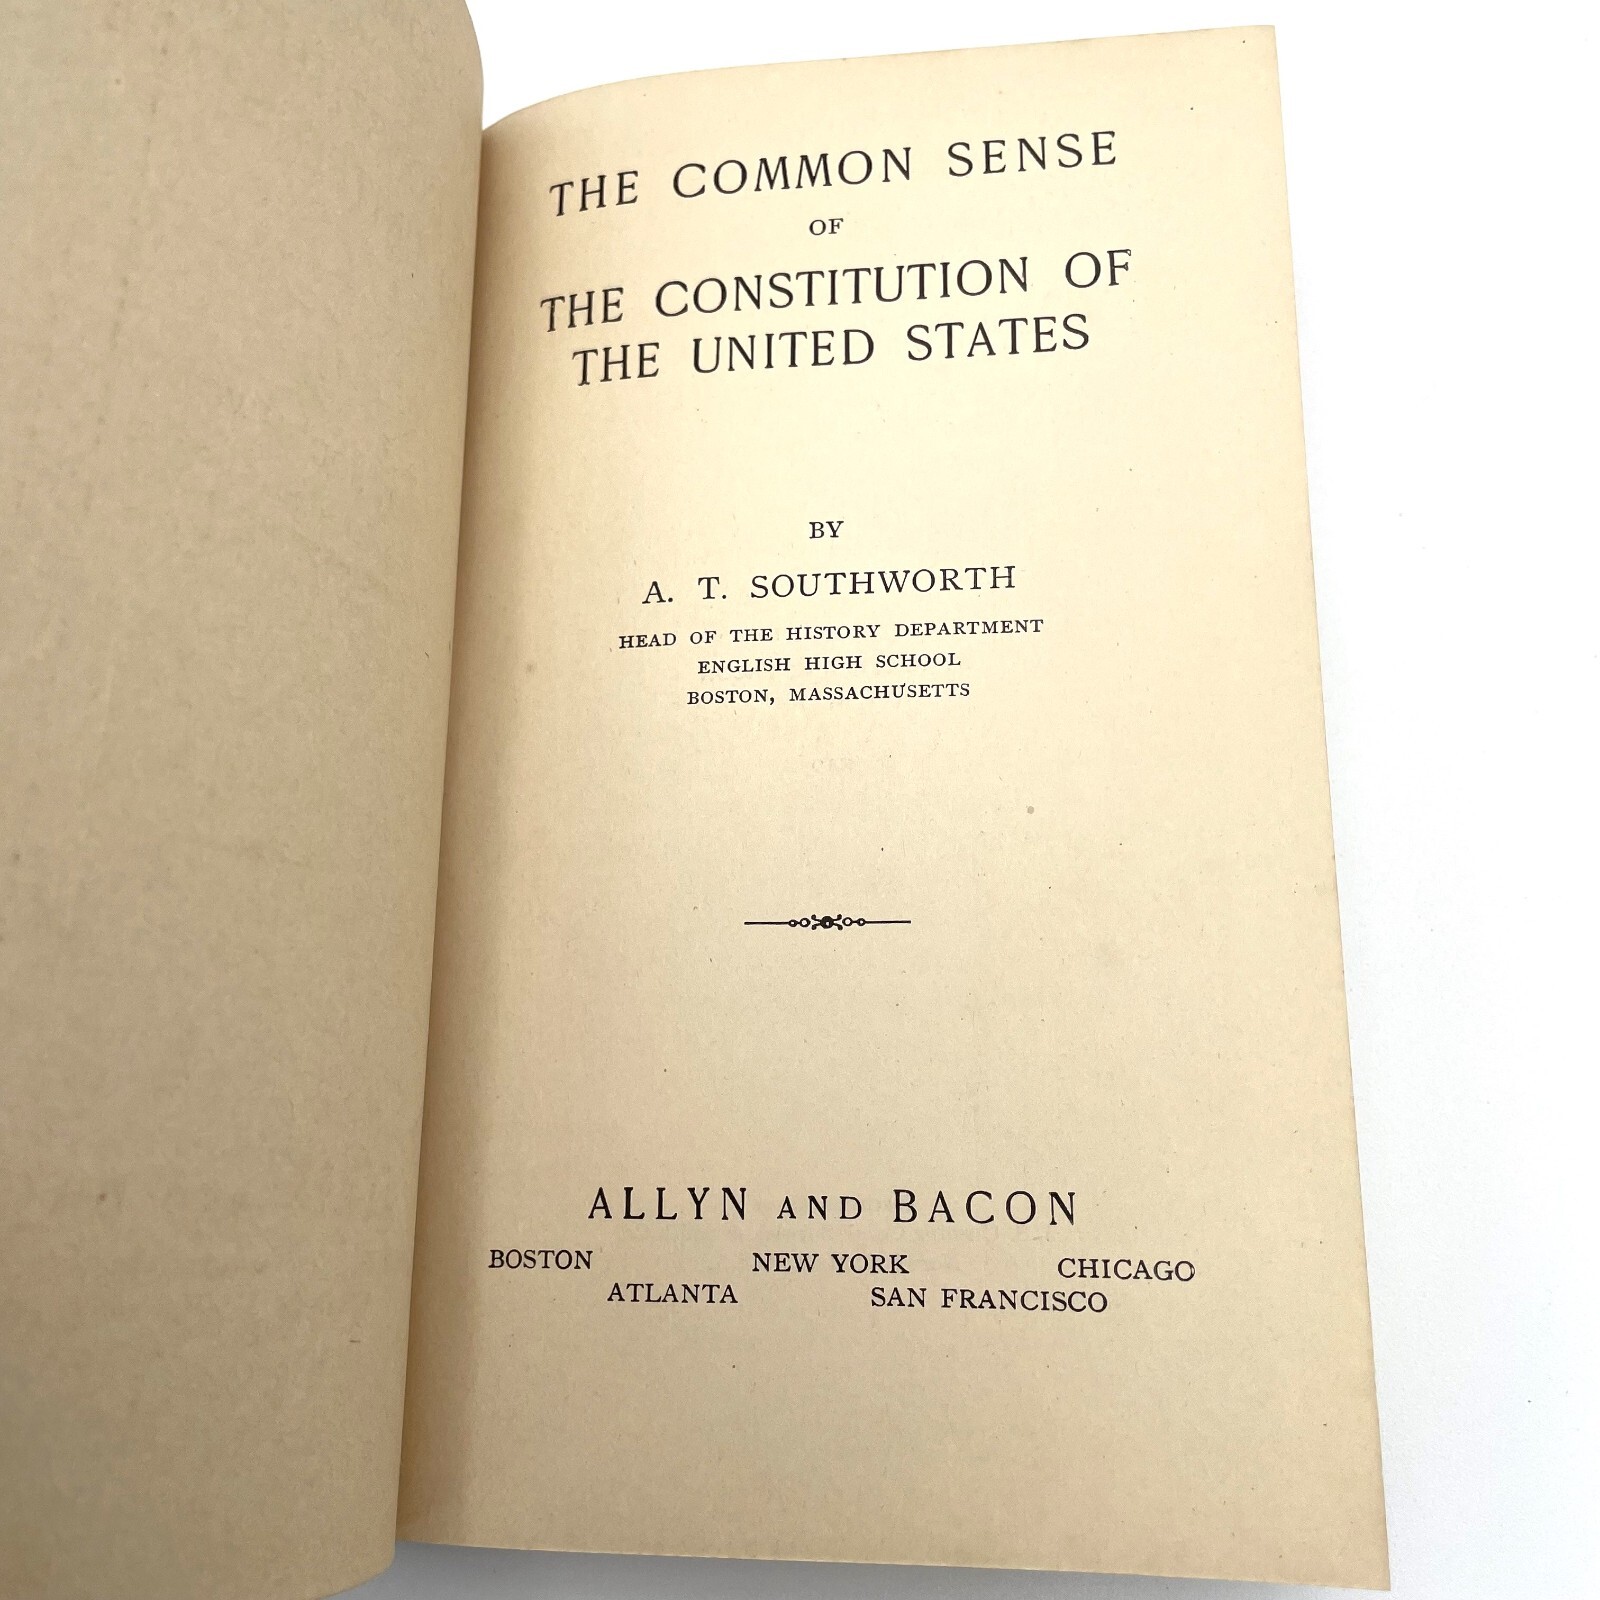 THE COMMON SENSE
OF
THE CONSTITUTION OF
THE UNITED STATES
BY
A. T. SOUTHWORTH
HEAD OF THE HISTORY DEPARTMENT
ENGLISH HIGH SCHOOL
BOSTON, MASSACHUSETTS
ALLYN AND BACON
BOSTON NEW YORK CHICAGO
ATLANTA SAN FRANCISCO